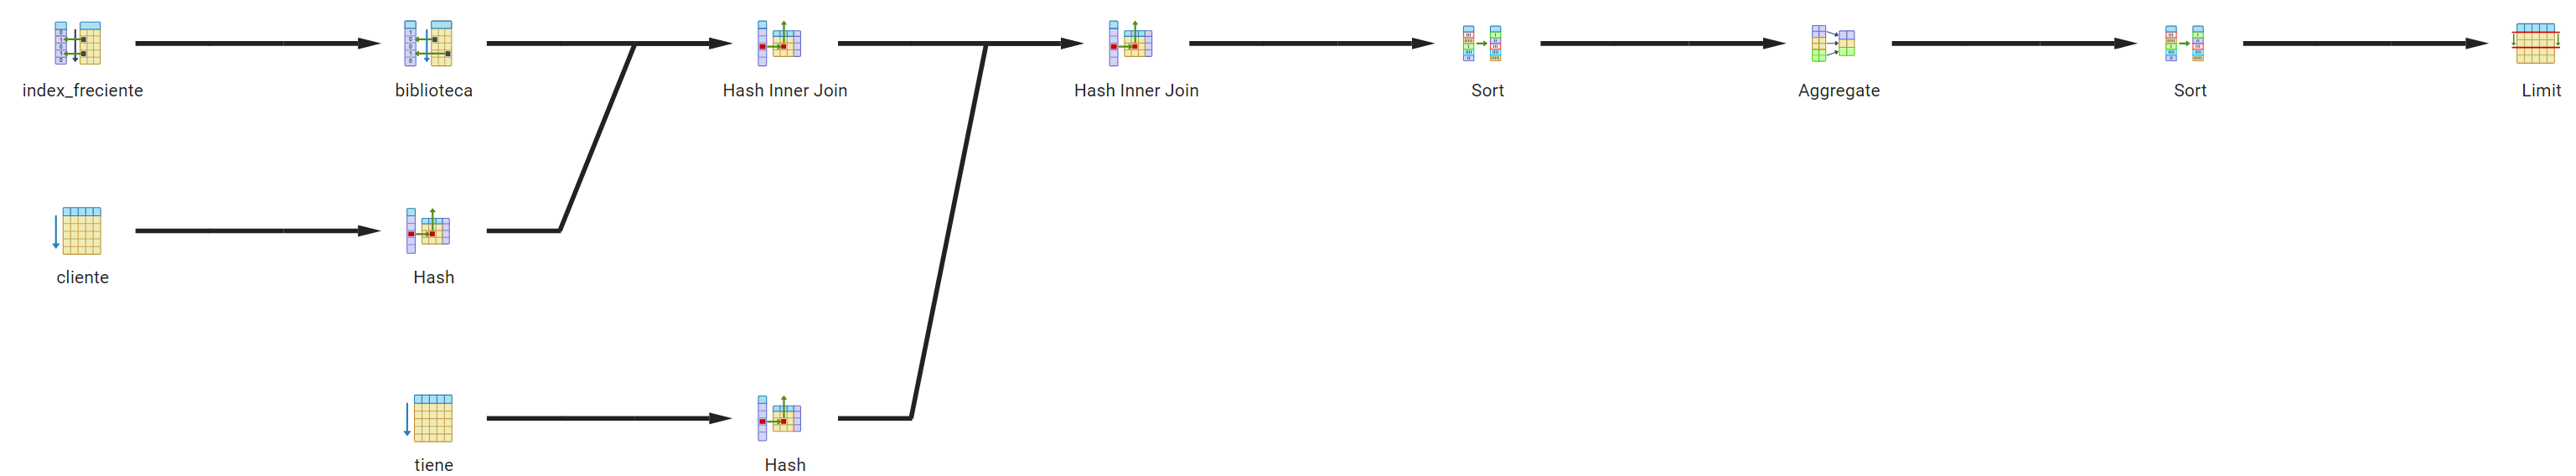 index_freciente
biblioteca
Hash Inner Join
Hash Inner Join
Sort
Aggregate
Sort
Limit
cliente
Hash
tiene
Hash